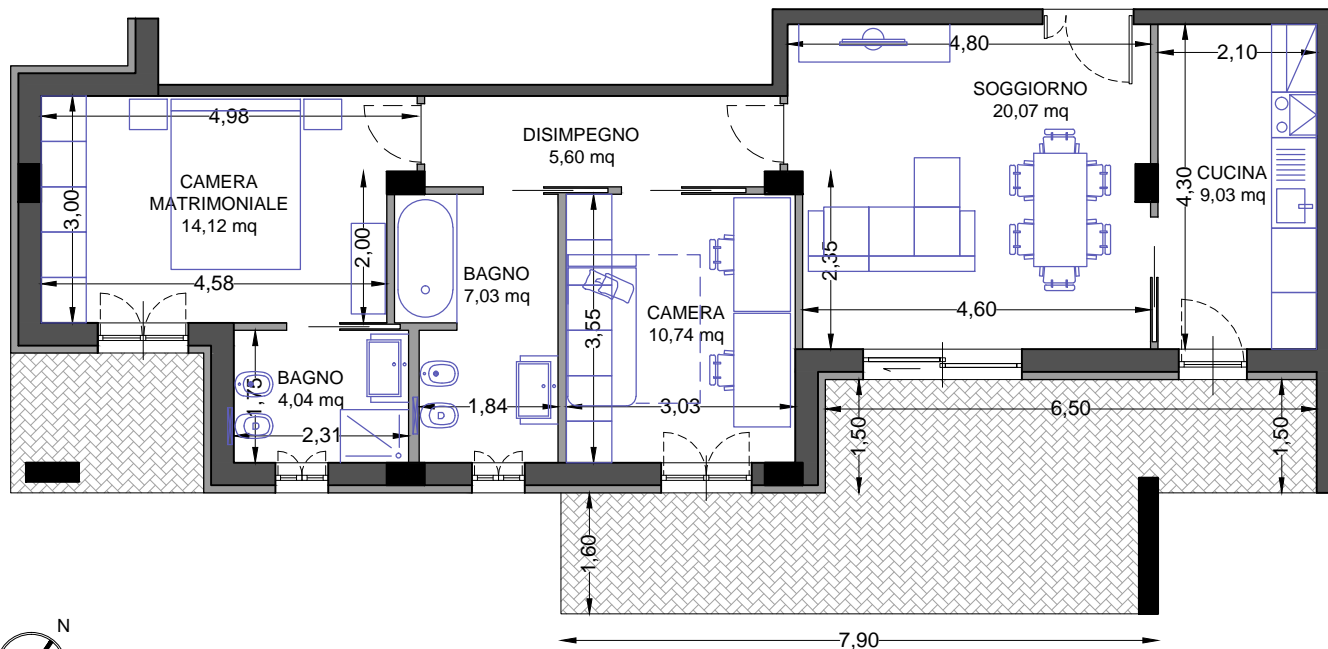 4,80
2,10
SOGGIORNO
20,07 mq
4,98
DISIMPEGNO
5,60 mq
CAMERA
MATRIMONIALE
14,12 mq
CUCINA
9,03 mq
4,30
3,00
2,00
2,35
BAGNO
7,03 mq
4,58
4,60
CAMERA
10,74 mq
3,55
BAGNO
4,04 mq
1,75
2,31
1,84
3,03
6,50
1,50
1,50
1,60
N
7,90